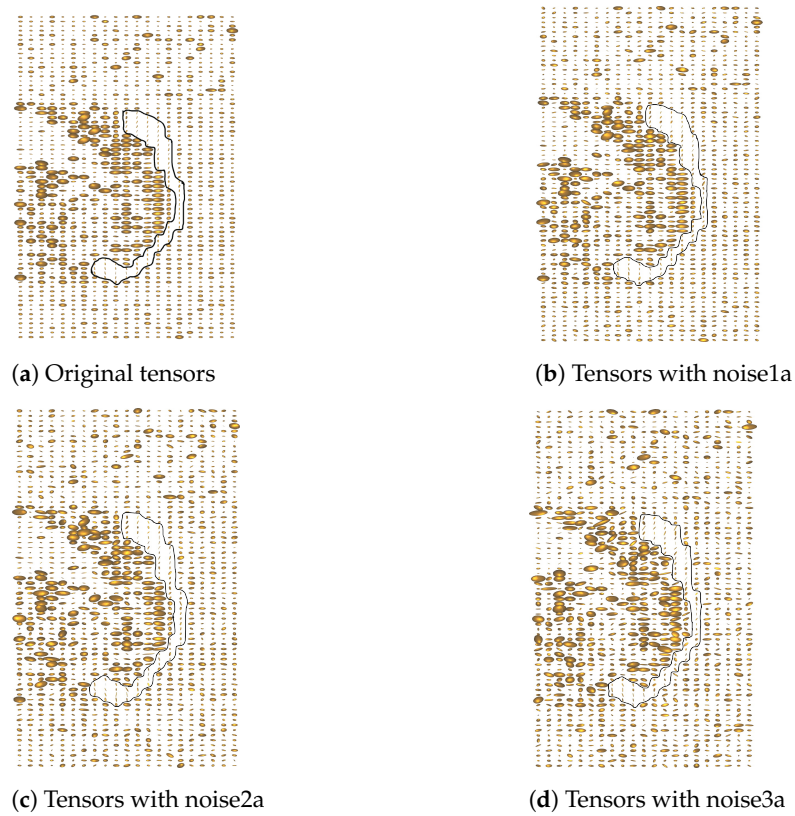 (a) Original tensors
(b) Tensors with noise1a
(c) Tensors with noise2a
(d) Tensors with noise3a